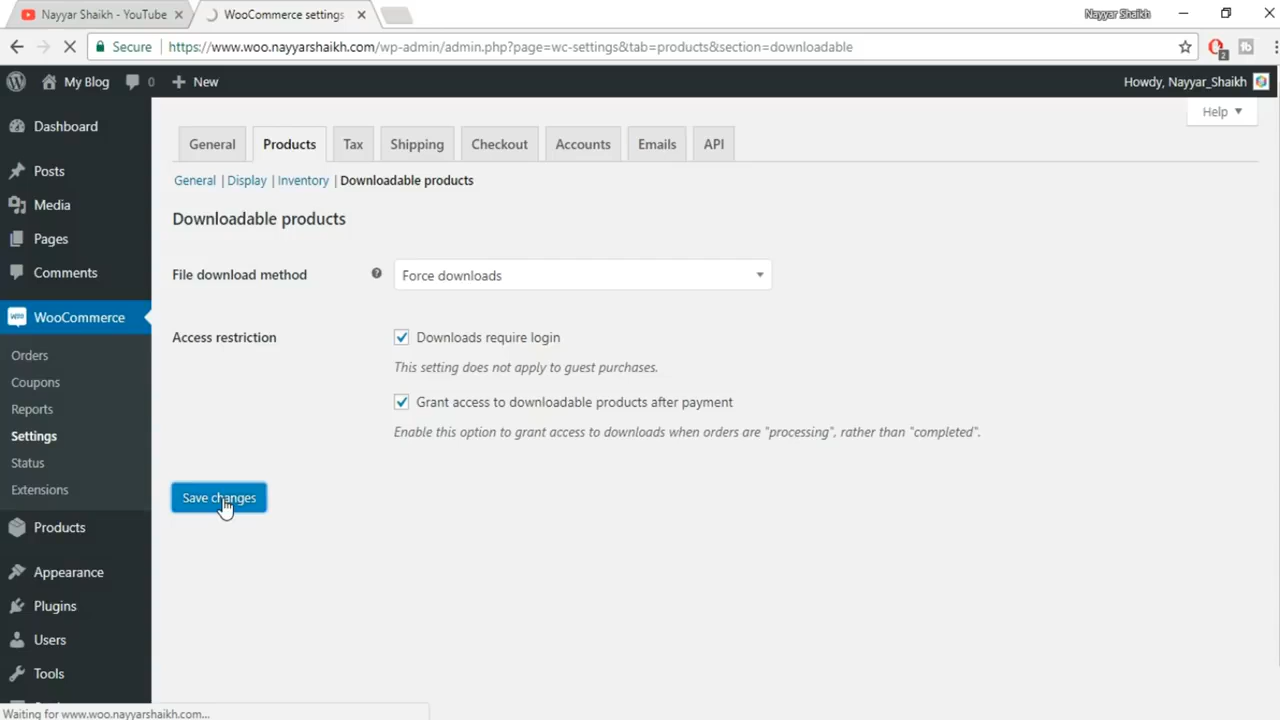 Nayyar Shaikh - YouTube
WooCommerce settings
Nayyar Shaikh
Secure
https://www.woo.nayyarshaikh.com/wp-admin/admin.php?page=wc-settings&tab=products&section=downloadable
2
My Blog
0
New
Howdy, Nayyar_Shaikh
Help
Dashboard
Posts
Media
Pages
Comments
WooCommerce
Orders
Coupons
Reports
Settings
Status
Extensions
Products
Appearance
Plugins
Users
Tools
General
Products
Tax
Shipping
Checkout
Accounts
Emails
API
General | Display | Inventory | Downloadable products
Downloadable products
File download method
Force downloads
Access restriction
Downloads require login
This setting does not apply to guest purchases.
Grant access to downloadable products after payment
Enable this option to grant access to downloads when orders are "processing", rather than "completed".
Save changes
Waiting for www.woo.nayyarshaikh.com...